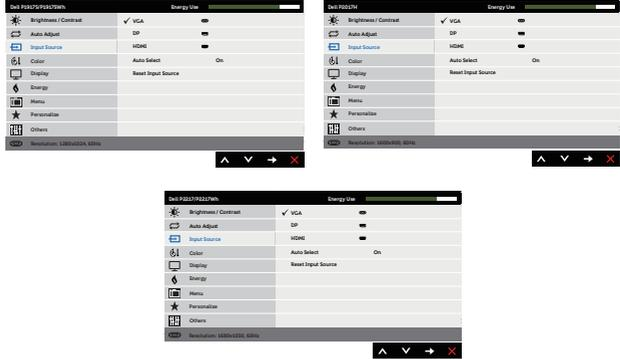 Dell P1917S/P1917SWh Energy Use
Brightness / Contrast ✓ VGA
Auto Adjust DP
Input Source HDMI
Color Auto Select On
Display Reset Input Source
Energy
Menu
Personalize
Others
Resolution: 1280x1024, 60Hz
Dell P2017H Energy Use
Brightness / Contrast ✓ VGA
Auto Adjust DP
Input Source HDMI
Color Auto Select On
Display Reset Input Source
Energy
Menu
Personalize
Others
Resolution: 1600x900, 60Hz
Dell P2217/P2217Wh Energy Use
Brightness / Contrast ✓ VGA
Auto Adjust DP
Input Source HDMI
Color Auto Select On
Display Reset Input Source
Energy
Menu
Personalize
Others
Resolution: 1680x1050, 60Hz